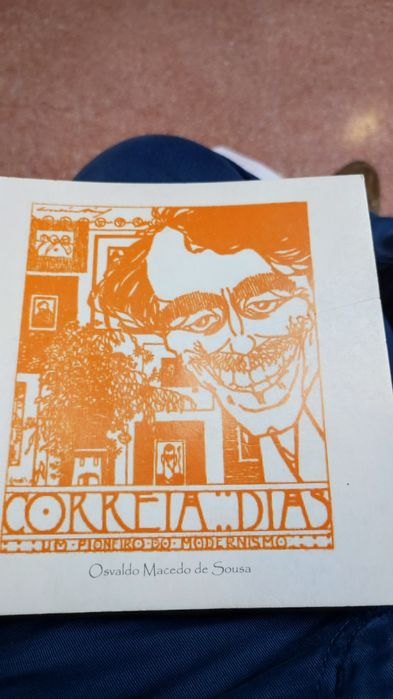 CORREIA DIAS
UM·PIONEIRO·DO·MODERNISMO
Osvaldo Macedo de Sousa